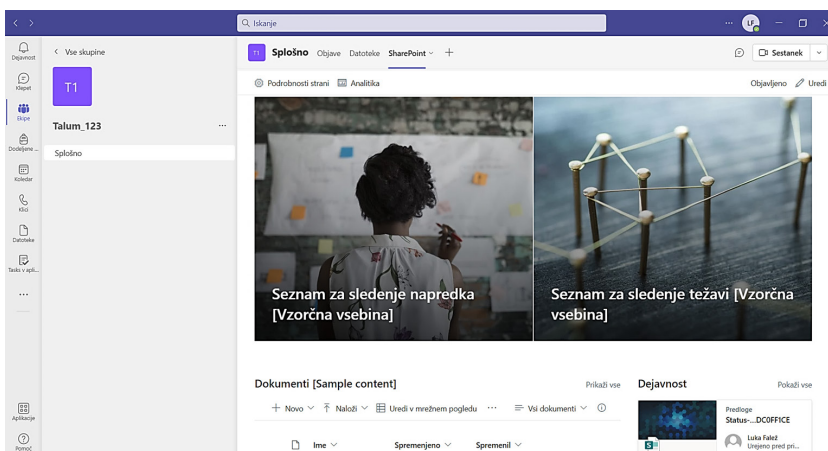 Iskanje
LF
Dejavnost
Klepet
Ekipe
Dodeljene ...
Koledar
Klici
Datoteke
Tasks v apli...
Aplikacije
Pomoč
Vse skupine
T1
Talum_123
Splošno
T1 Splošno Objave Datoteke SharePoint
Sestanek
Podrobnosti strani Analitika
Objavljeno Uredi
Seznam za sledenje napredka
[Vzorčna vsebina]
Seznam za sledenje težavi [Vzorčna
vsebina]
Dokumenti [Sample content] Prikaži vse
+ Novo Naloži Uredi v mrežnem pogledu ... Vsi dokumenti
Ime Spremenjeno Spremenil
Dejavnost Pokaži vse
Predloge
Status-...DC0FF1CE
Luka Falež
Urejeno pred pri...